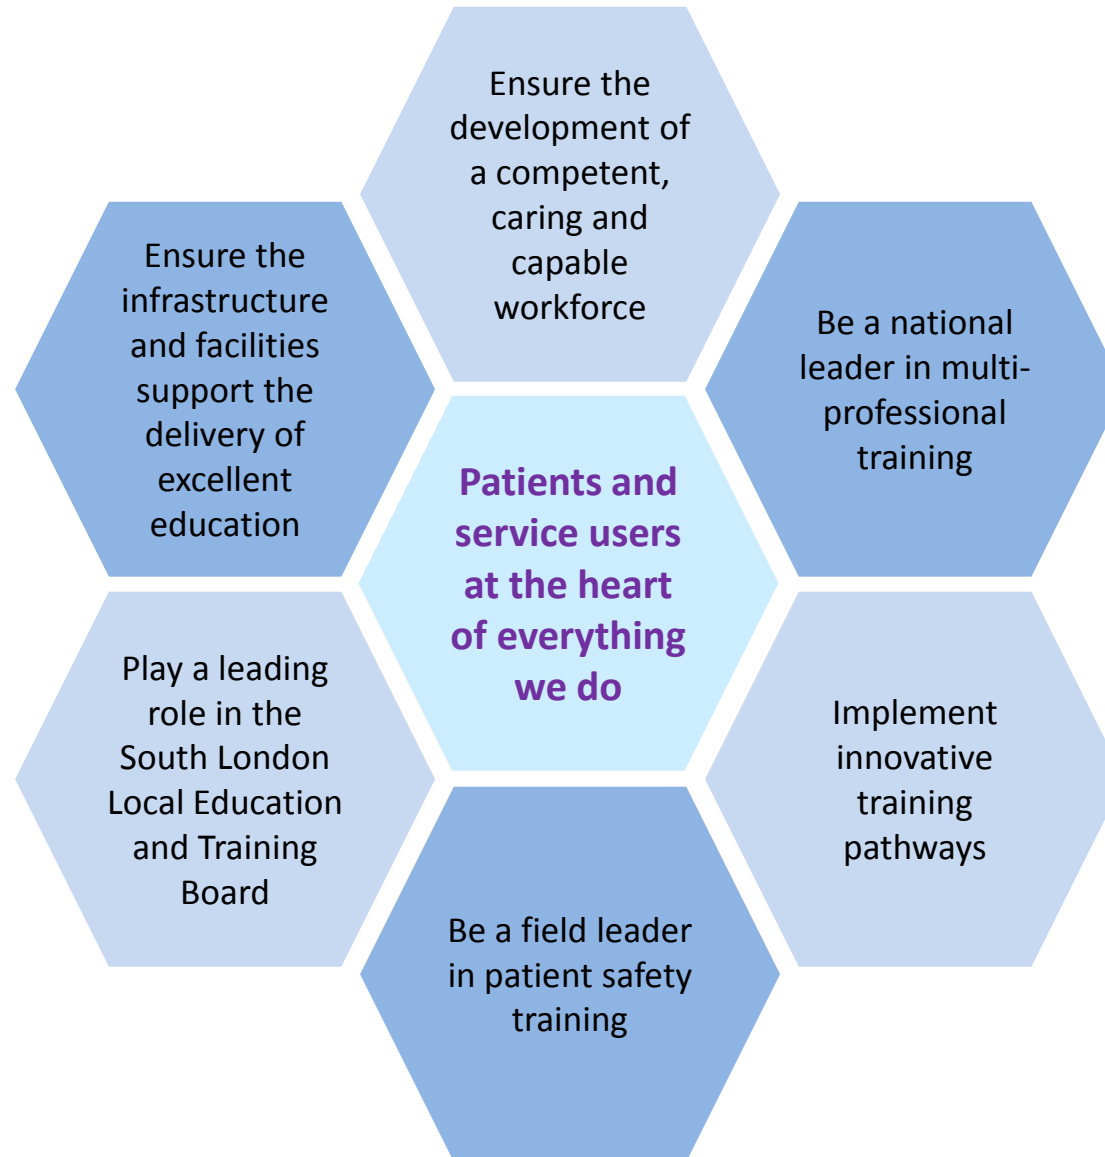 Ensure the
development of
a competent,
caring and
capable
workforce
Be a national
leader in multi-
professional
training
Implement
innovative
training
pathways
Be a field leader
in patient safety
training
Play a leading
role in the
South London
Local Education
and Training
Board
Ensure the
infrastructure
and facilities
support the
delivery of
excellent
education
Patients and
service users
at the heart
of everything
we do